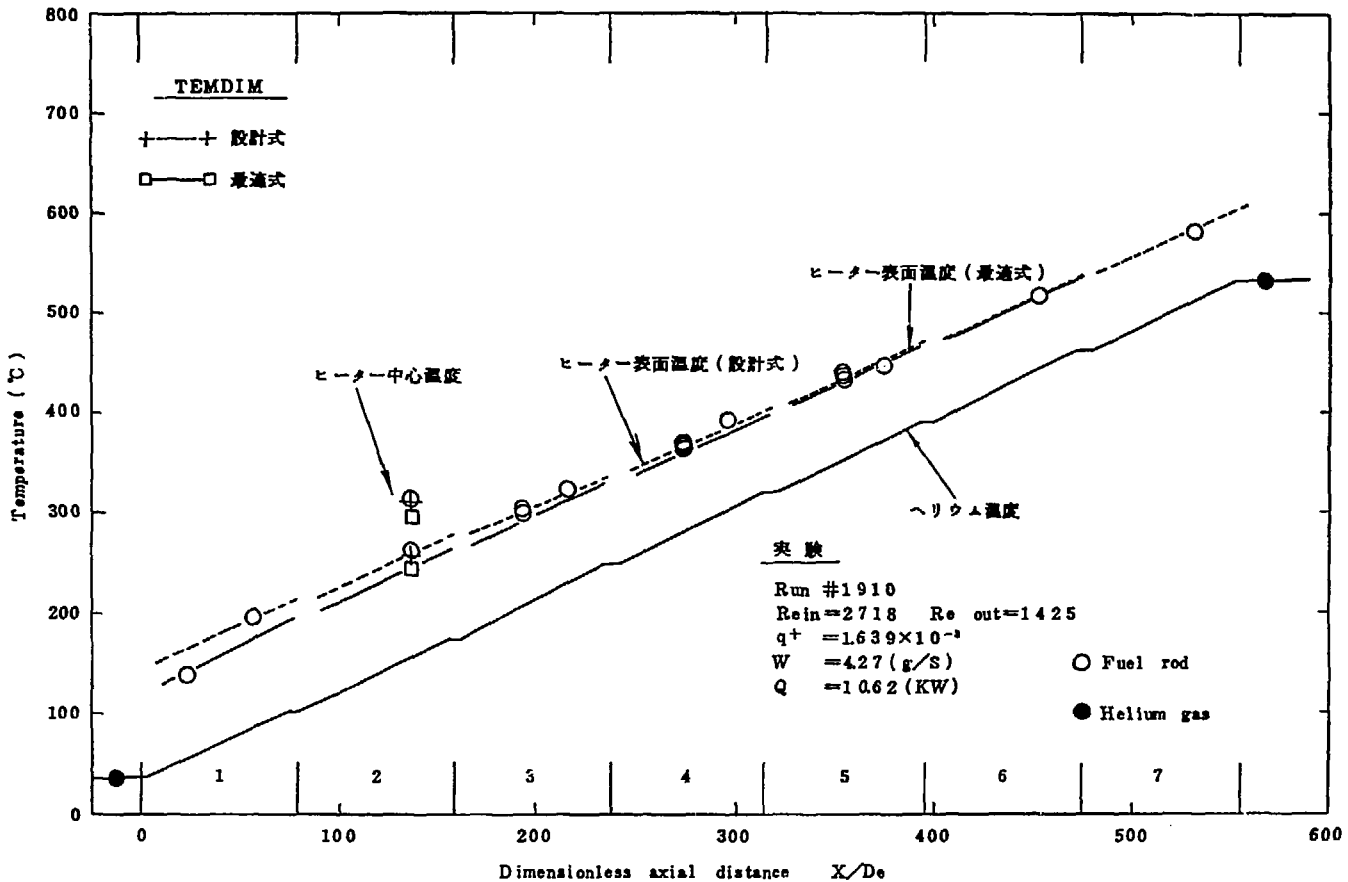 800
700
600
500
400
300
200
100
0
Temperature (℃)
TEMDIM
設計式
最適式
ヒーター中心温度
ヒーター表面温度(設計式)
ヒーター表面温度(最適式)
ヘリウム温度
実験
Run #1910
Rein=2718 Re out=1425
q+ =1.639×10⁻³
W =4.27(g/S)
Q =10.62(KW)
Fuel rod
Helium gas
1 2 3 4 5 6 7
0 100 200 300 400 500 600
Dimensionless axial distance X/De